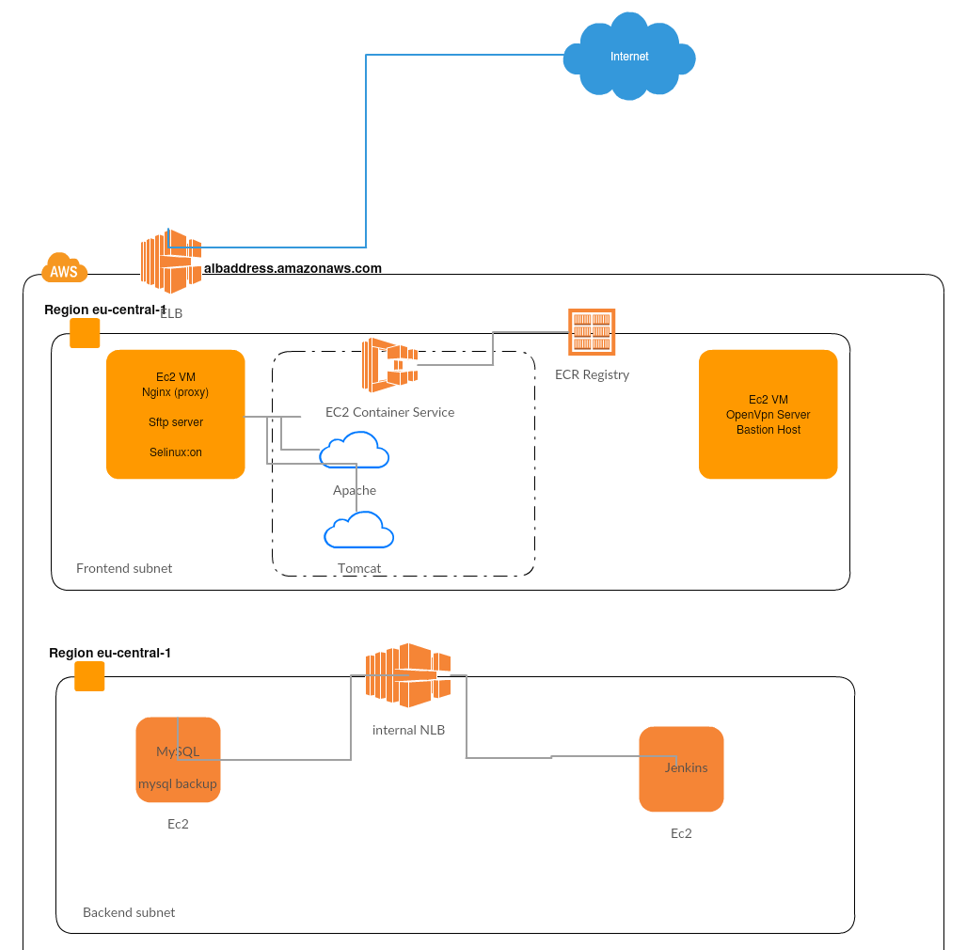 Internet
AWS
albaddress.amazonaws.com
Region eu-central-1
ELB
Ec2 VM
Nginx (proxy)
Sftp server
Selinux:on
EC2 Container Service
ECR Registry
Ec2 VM
OpenVpn Server
Bastion Host
Apache
Tomcat
Frontend subnet
Region eu-central-1
internal NLB
MySQL
mysql backup
Ec2
Jenkins
Ec2
Backend subnet